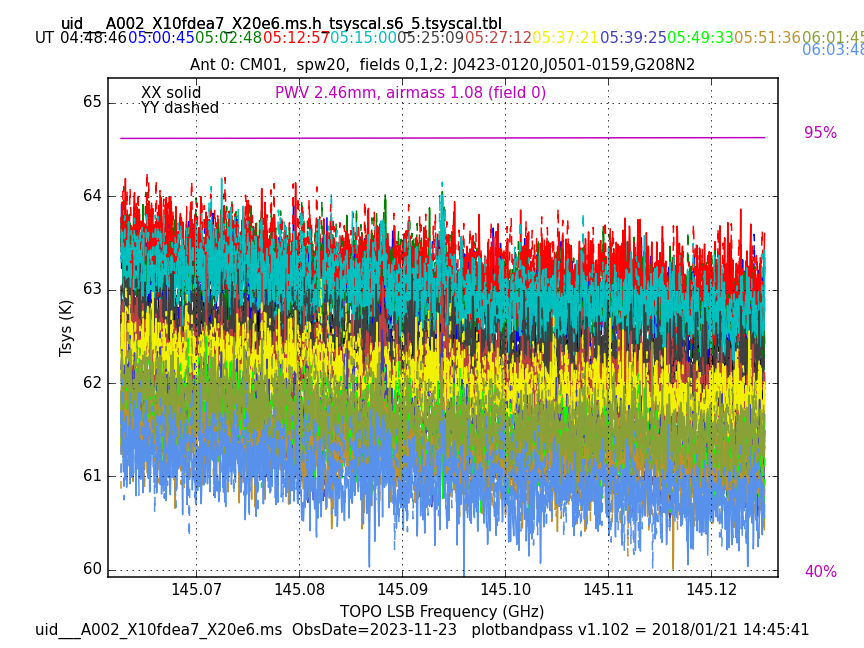 uid___A002_X10fdea7_X20e6.ms.h_tsyscal.s6_5.tsyscal.tbl
UT 04:48:46 05:00:45 05:02:48 05:12:57 05:15:00 05:25:09 05:27:12 05:37:21 05:39:25 05:49:33 05:51:36 06:01:45
06:03:48
Ant 0: CM01, spw20, fields 0,1,2: J0423-0120,J0501-0159,G208N2
XX solid
PWV 2.46mm, airmass 1.08 (field 0)
YY dashed
65
95%
64
63
62
61
60
40%
Tsys (K)
145.07 145.08 145.09 145.10 145.11 145.12
TOPO LSB Frequency (GHz)
uid___A002_X10fdea7_X20e6.ms ObsDate=2023-11-23 plotbandpass v1.102 = 2018/01/21 14:45:41